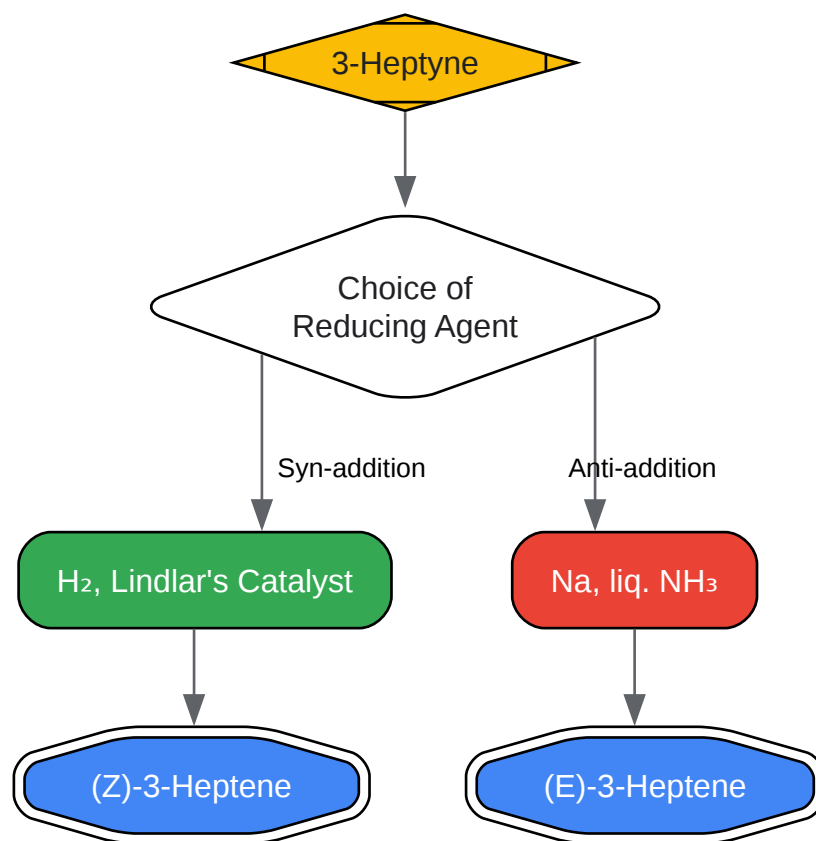 3-Heptyne
Choice of
Reducing Agent
Syn-addition
Anti-addition
H₂, Lindlar's Catalyst
Na, liq. NH₃
(Z)-3-Heptene
(E)-3-Heptene